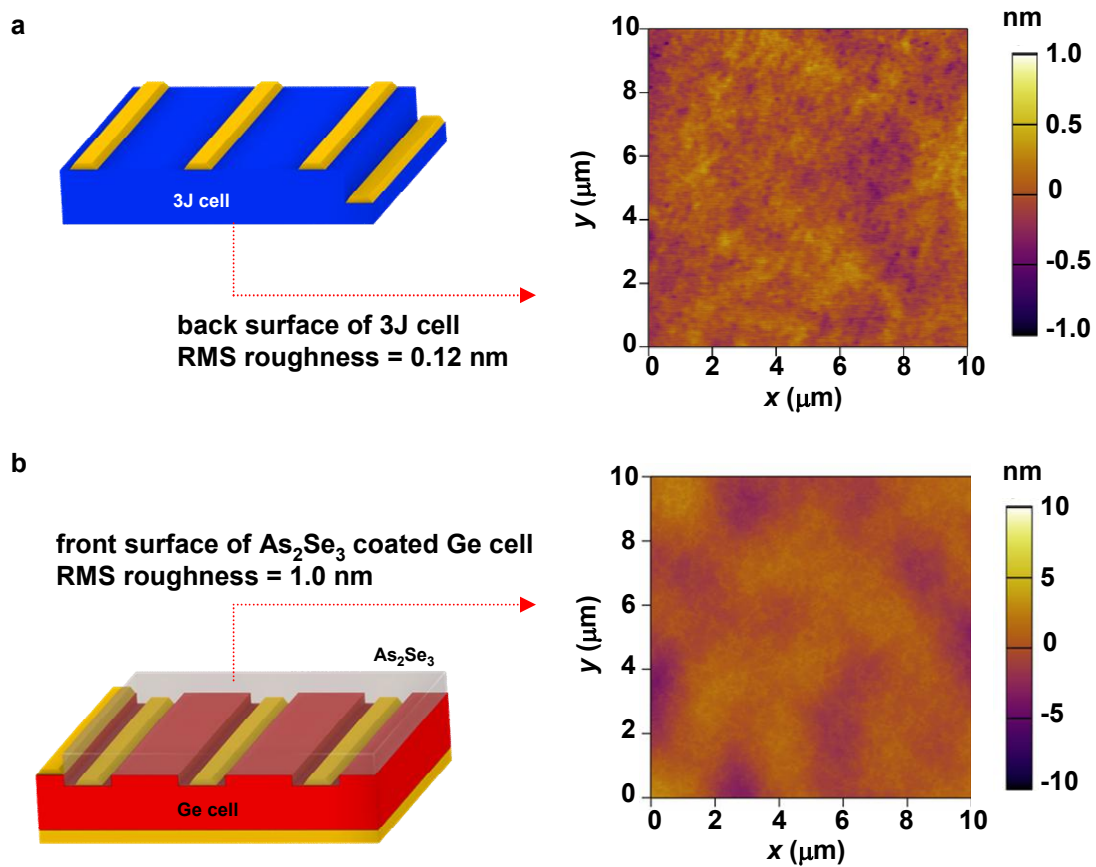 a
3J cell
back surface of 3J cell
RMS roughness = 0.12 nm
10
8
6
4
2
0
y (μm)
0 2 4 6 8 10
x (μm)
nm
1.0
0.5
0
-0.5
-1.0
b
front surface of As₂Se₃ coated Ge cell
RMS roughness = 1.0 nm
As₂Se₃
Ge cell
10
8
6
4
2
0
y (μm)
0 2 4 6 8 10
x (μm)
nm
10
5
0
-5
-10